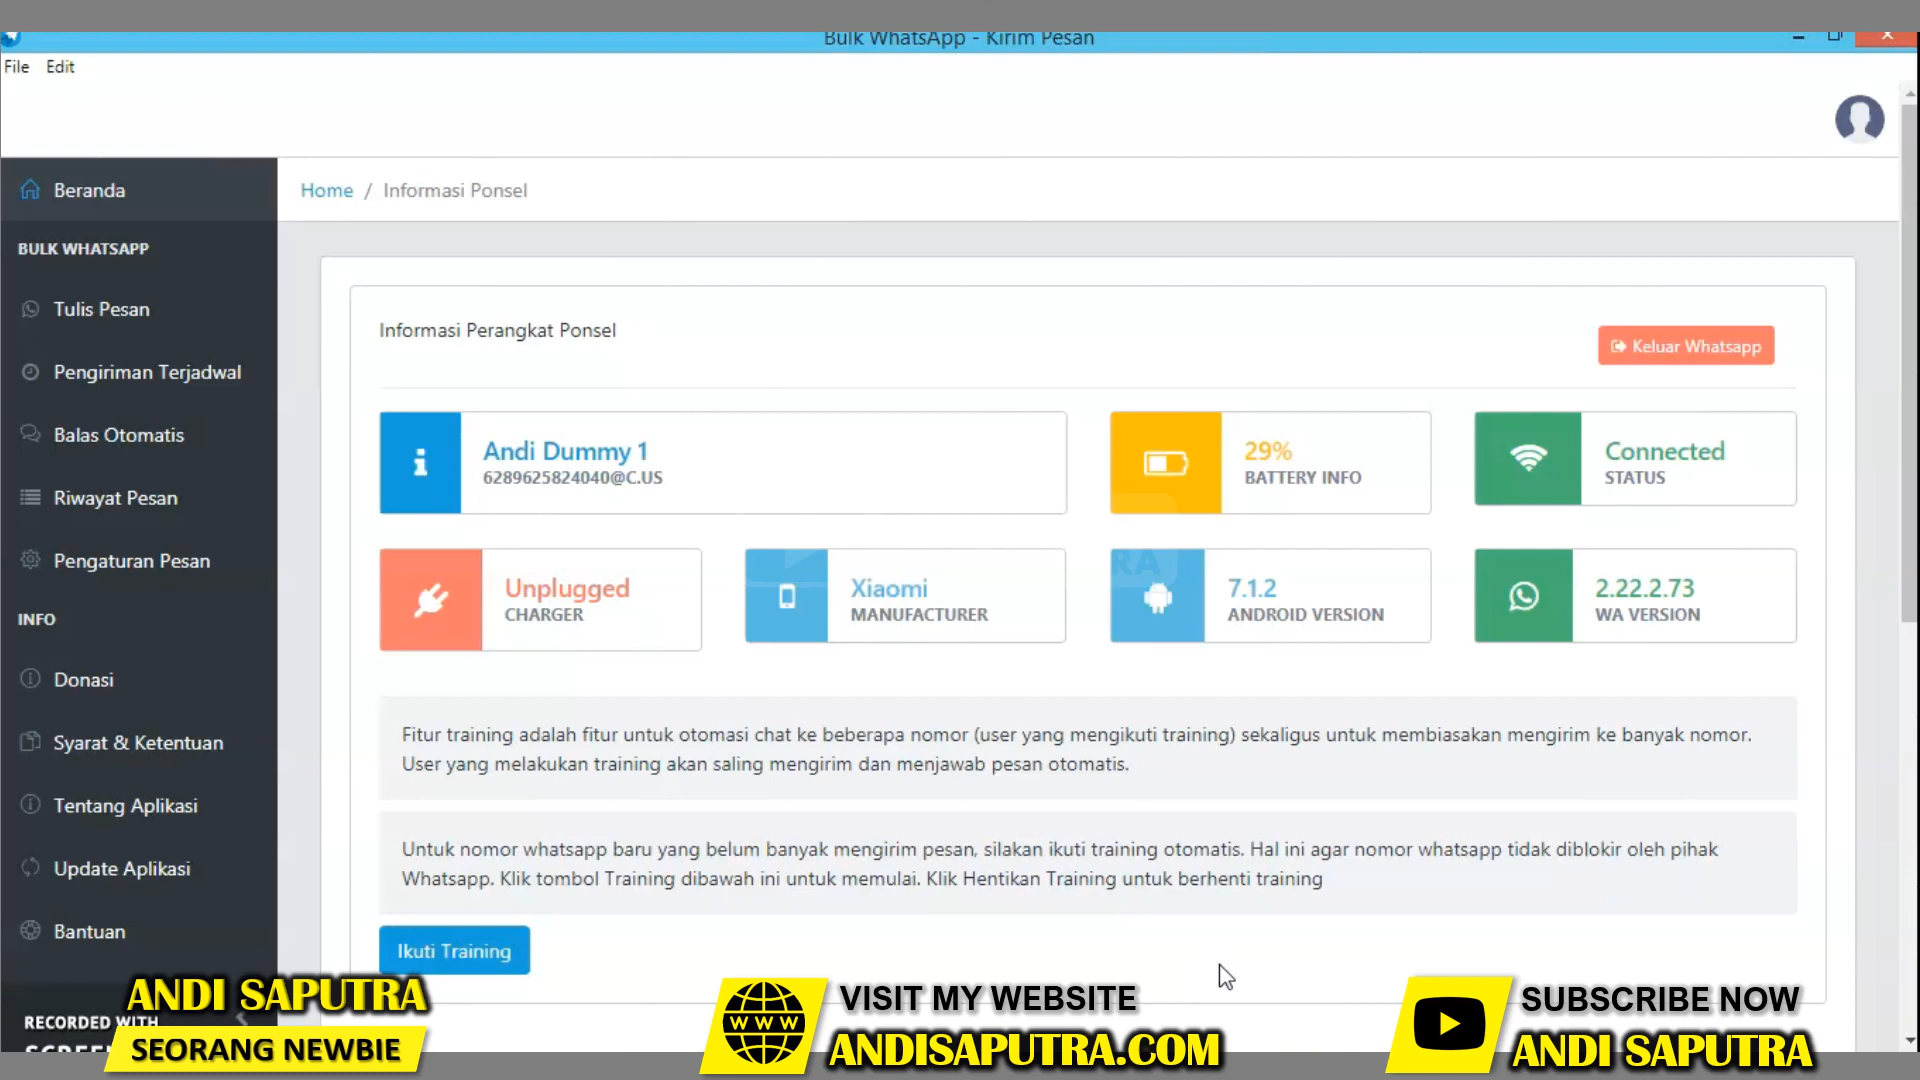 Bulk WhatsApp - Kirim Pesan
File Edit
Beranda
BULK WHATSAPP
Tulis Pesan
Pengiriman Terjadwal
Balas Otomatis
Riwayat Pesan
Pengaturan Pesan
INFO
Donasi
Syarat & Ketentuan
Tentang Aplikasi
Update Aplikasi
Bantuan
Home / Informasi Ponsel
Informasi Perangkat Ponsel
Keluar Whatsapp
Andi Dummy 1
6289625824040@C.US
29%
BATTERY INFO
Connected
STATUS
Unplugged
CHARGER
Xiaomi
MANUFACTURER
7.1.2
ANDROID VERSION
2.22.2.73
WA VERSION
Fitur training adalah fitur untuk otomasi chat ke beberapa nomor (user yang mengikuti training) sekaligus untuk membiasakan mengirim ke banyak nomor.
User yang melakukan training akan saling mengirim dan menjawab pesan otomatis.
Untuk nomor whatsapp baru yang belum banyak mengirim pesan, silakan ikuti training otomatis. Hal ini agar nomor whatsapp tidak diblokir oleh pihak
Whatsapp. Klik tombol Training dibawah ini untuk memulai. Klik Hentikan Training untuk berhenti training
Ikuti Training
RECORDED WITH
ANDI SAPUTRA
SEORANG NEWBIE
WWW
VISIT MY WEBSITE
ANDISAPUTRA.COM
SUBSCRIBE NOW
ANDI SAPUTRA